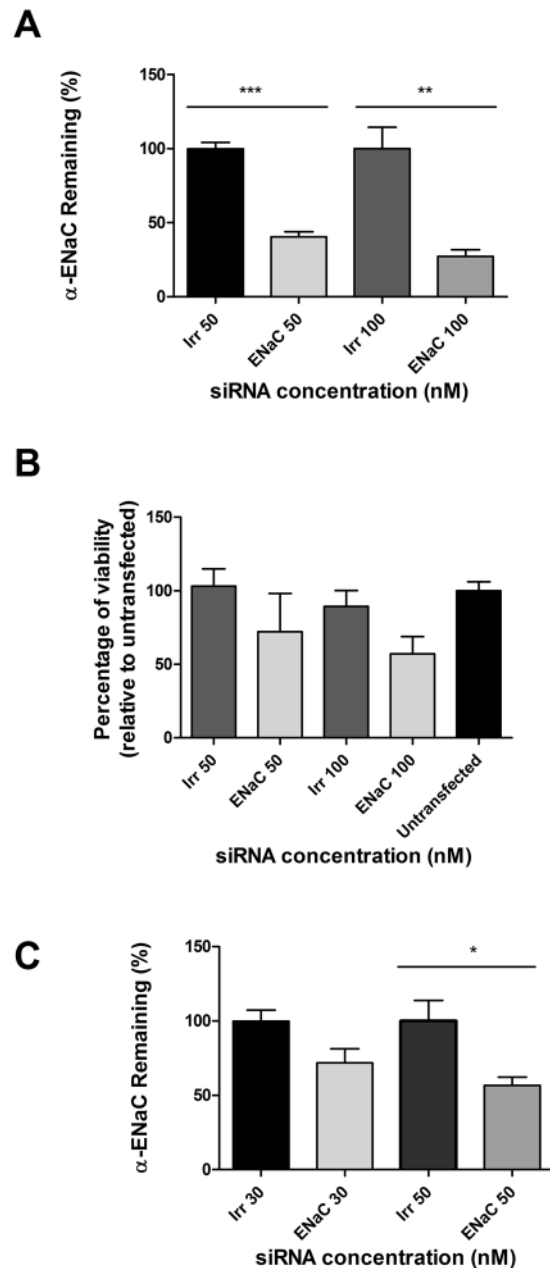 A
α-ENaC Remaining (%)
150
100
50
0
***
**
Irr 50
ENaC 50
Irr 100
ENaC 100
siRNA concentration (nM)
B
Percentage of viability
(relative to untransfected)
150
100
50
0
Irr 50
ENaC 50
Irr 100
ENaC 100
Untransfected
siRNA concentration (nM)
C
α-ENaC Remaining (%)
150
100
50
0
*
Irr 30
ENaC 30
Irr 50
ENaC 50
siRNA concentration (nM)